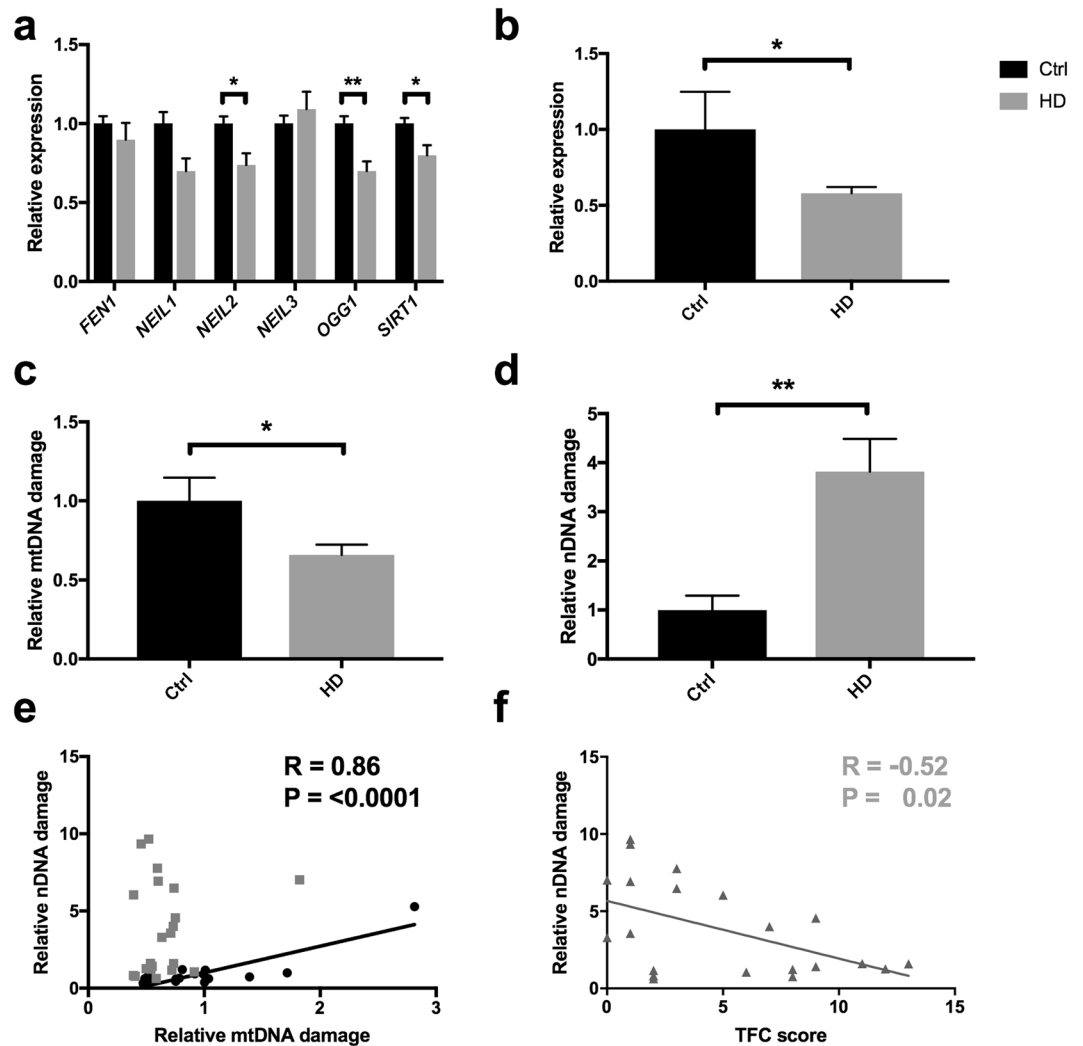 a
1.5
1.0
0.5
0.0
Relative expression
*
**
*
FEN1
NEIL1
NEIL2
NEIL3
OGG1
SIRT1
b
1.5
1.0
0.5
0.0
Relative expression
*
Ctrl
HD
Ctrl
HD
c
1.5
1.0
0.5
0.0
Relative mtDNA damage
*
Ctrl
HD
d
5
4
3
2
1
0
Relative nDNA damage
**
Ctrl
HD
e
15
10
5
0
Relative nDNA damage
R = 0.86
P = <0.0001
0
1
2
3
Relative mtDNA damage
f
15
10
5
0
Relative nDNA damage
R = -0.52
P = 0.02
0
5
10
15
TFC score